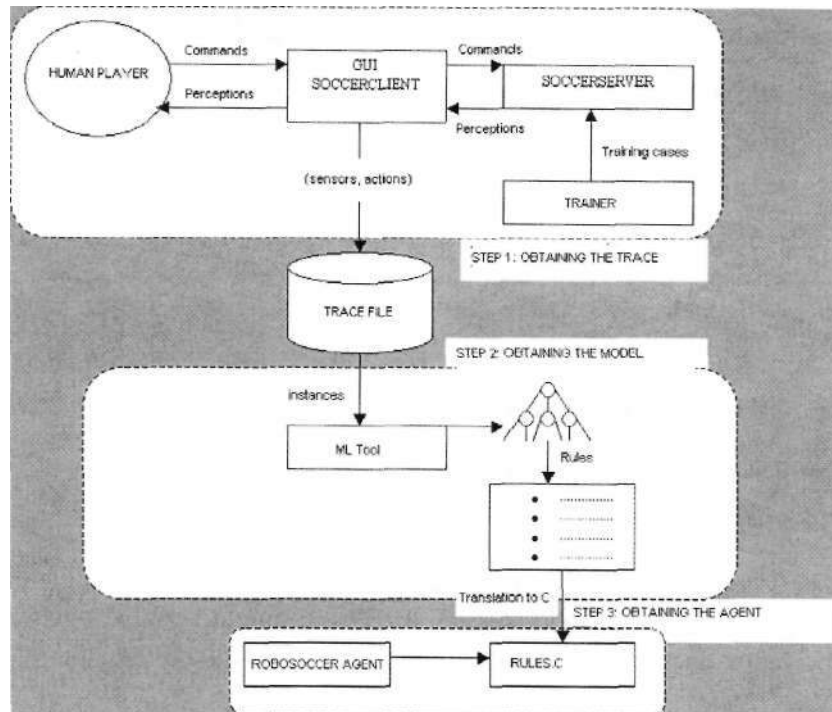 Commands
HUMAN PLAYER
Perceptions
GUI
SOCCERCLIENT
Commands
SOCCERSERVER
Perceptions
Training cases
(sensors, actions)
TRAINER
STEP 1: OBTAINING THE TRACE
TRACE FILE
STEP 2: OBTAINING THE MODEL
instances
ML Tool
Rules
Translation to C
STEP 3: OBTAINING THE AGENT
ROBOSOCCER AGENT
RULES.C